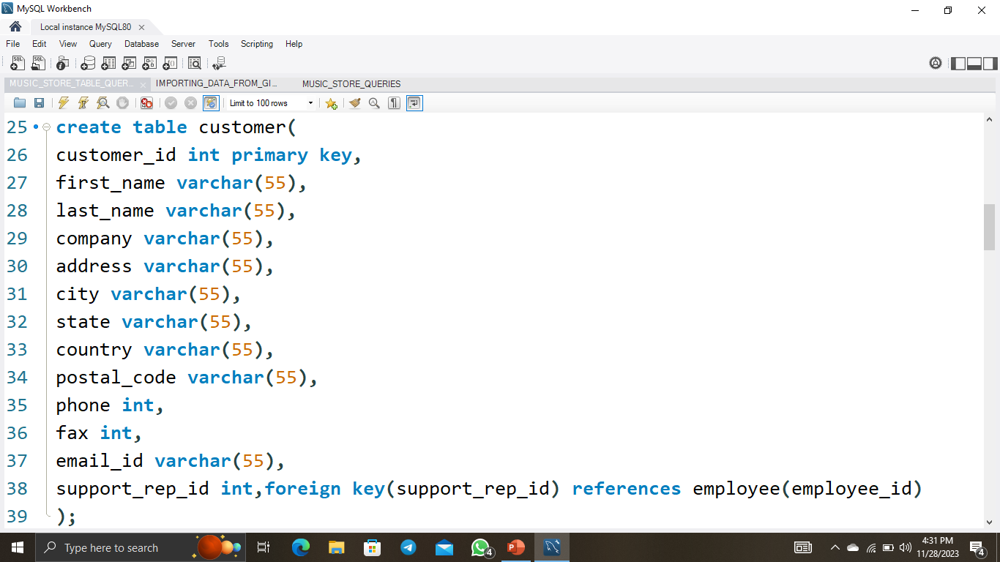 MySQL Workbench
Local instance MySQL80
File Edit View Query Database Server Tools Scripting Help
MUSIC_STORE_TABLE_QUER... IMPORTING_DATA_FROM_GI... MUSIC_STORE_QUERIES
Limit to 100 rows
25 create table customer(
26 customer_id int primary key,
27 first_name varchar(55),
28 last_name varchar(55),
29 company varchar(55),
30 address varchar(55),
31 city varchar(55),
32 state varchar(55),
33 country varchar(55),
34 postal_code varchar(55),
35 phone int,
36 fax int,
37 email_id varchar(55),
38 support_rep_id int,foreign key(support_rep_id) references employee(employee_id)
39 );
Type here to search
4
4:31 PM
11/28/2023
4